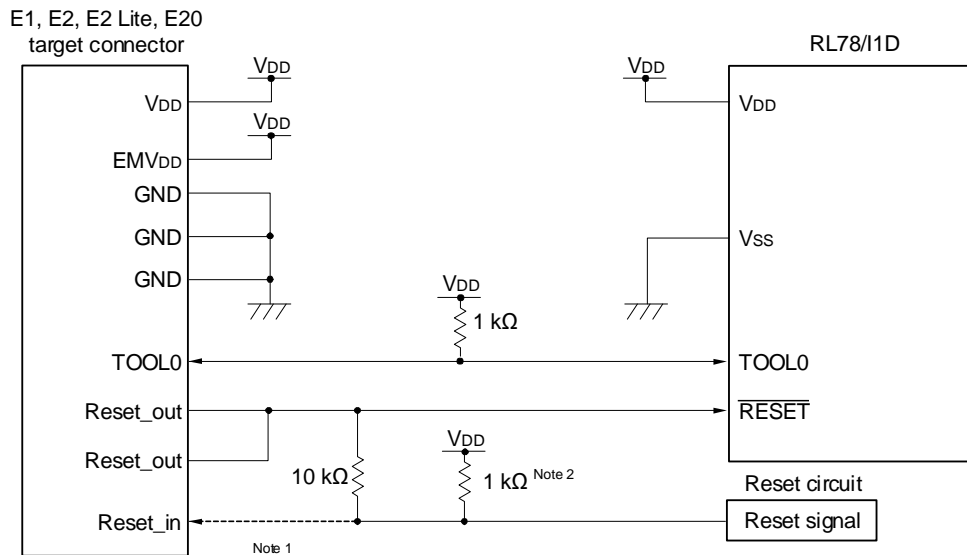 E1, E2, E2 Lite, E20
target connector
RL78/I1D
VDD
VDD
VDD
VDD
VDD
EMVDD
GND
GND
VSS
GND
VDD
1 kΩ
TOOL0
TOOL0
Reset_out
RESET
VDD
Reset_out
10 kΩ
1 kΩ Note 2
Reset circuit
Reset_in
Reset signal
Note 1